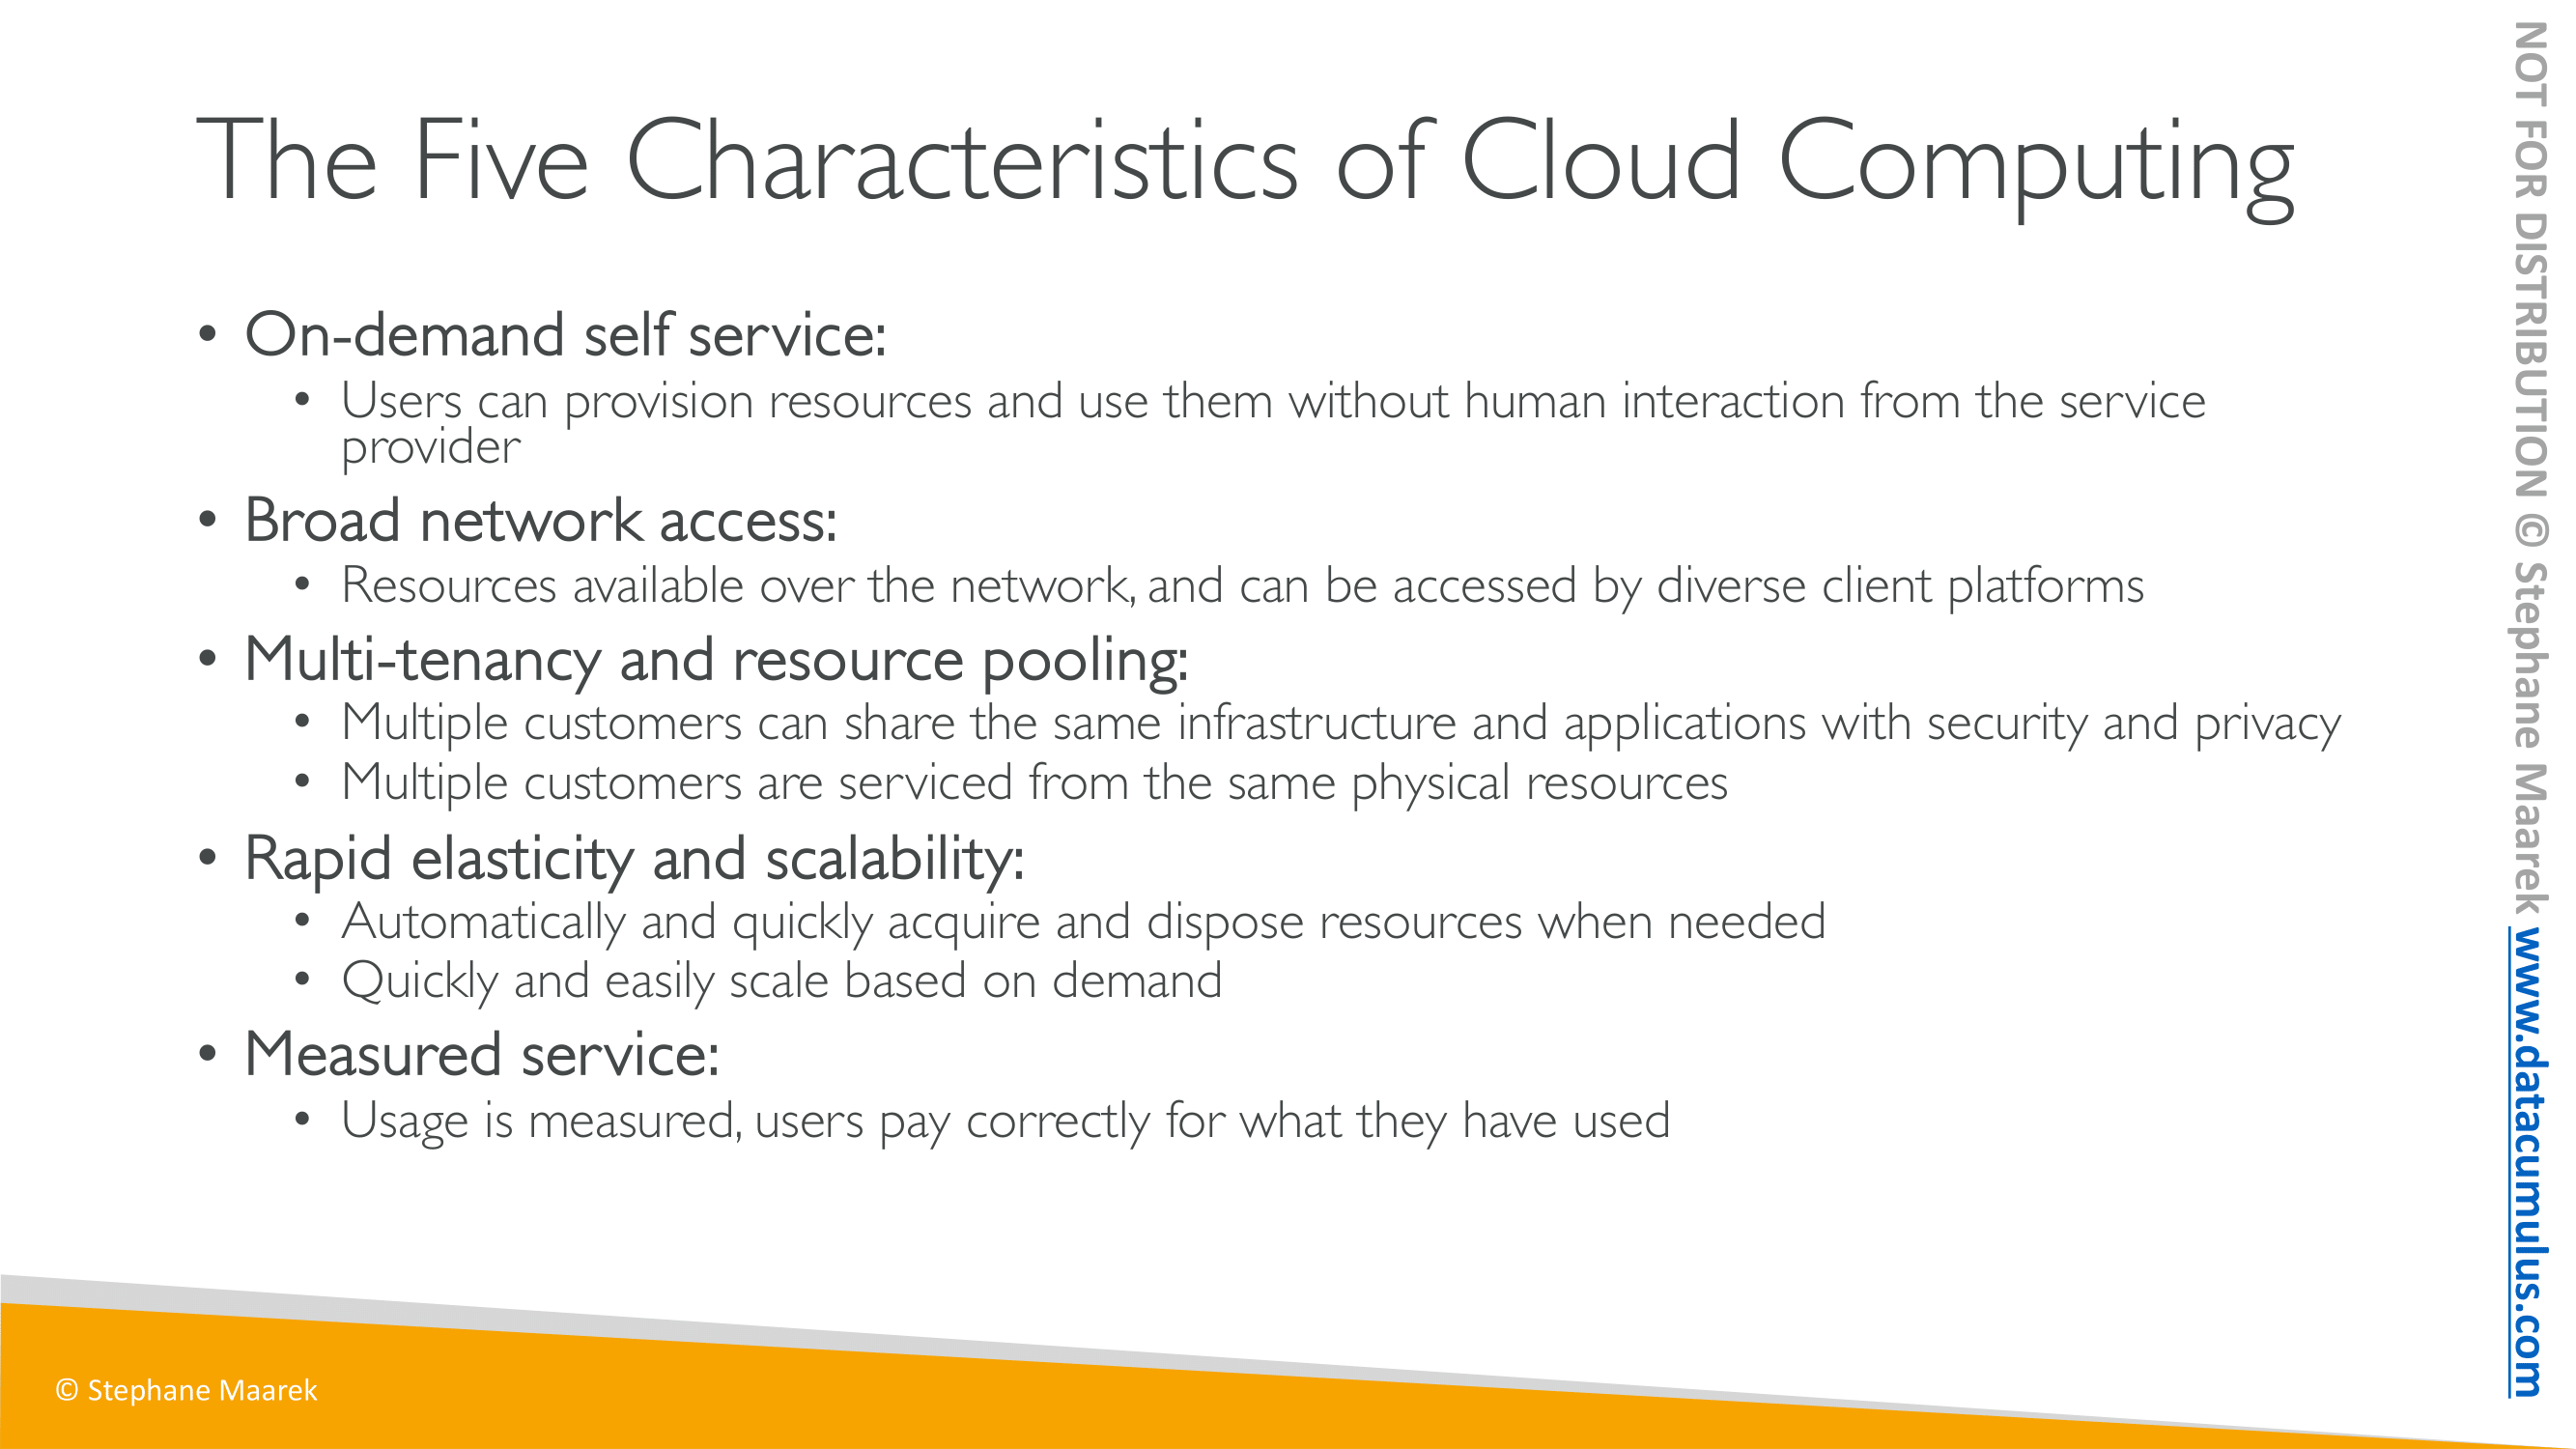 The Five Characteristics of Cloud Computing
• On-demand self service:
• Users can provision resources and use them without human interaction from the service
provider
• Broad network access:
• Resources available over the network, and can be accessed by diverse client platforms
• Multi-tenancy and resource pooling:
• Multiple customers can share the same infrastructure and applications with security and privacy
• Multiple customers are serviced from the same physical resources
• Rapid elasticity and scalability:
• Automatically and quickly acquire and dispose resources when needed
• Quickly and easily scale based on demand
• Measured service:
• Usage is measured, users pay correctly for what they have used
© Stephane Maarek
NOT FOR DISTRIBUTION © Stephane Maarek www.datacumulus.com